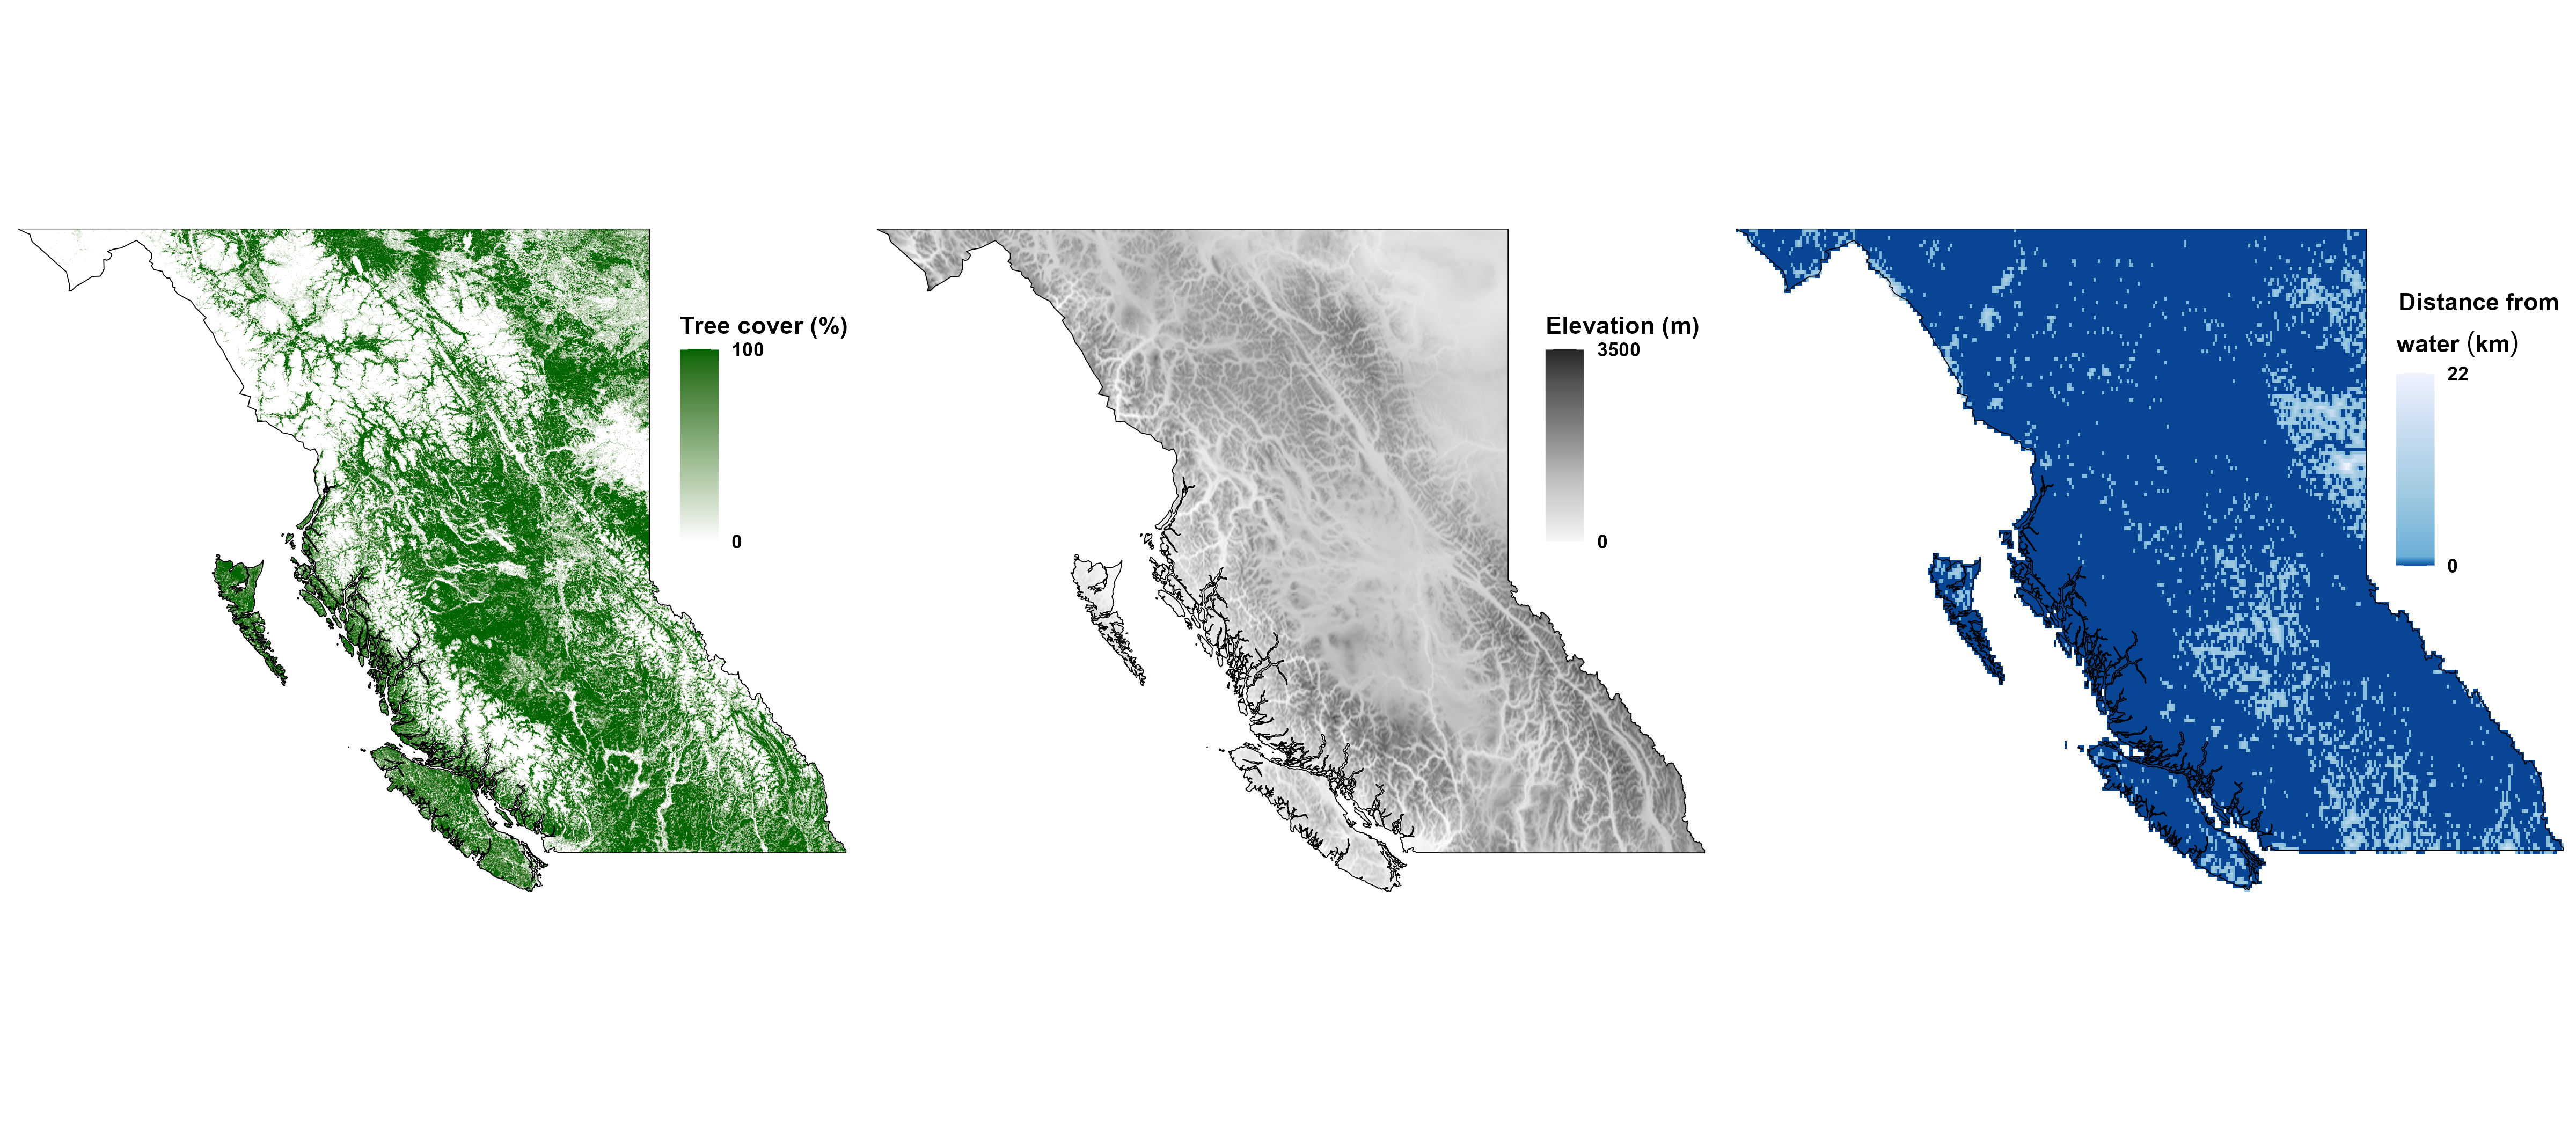 Tree cover (%)
100
0
Elevation (m)
3500
0
Distance from
water (km)
22
0